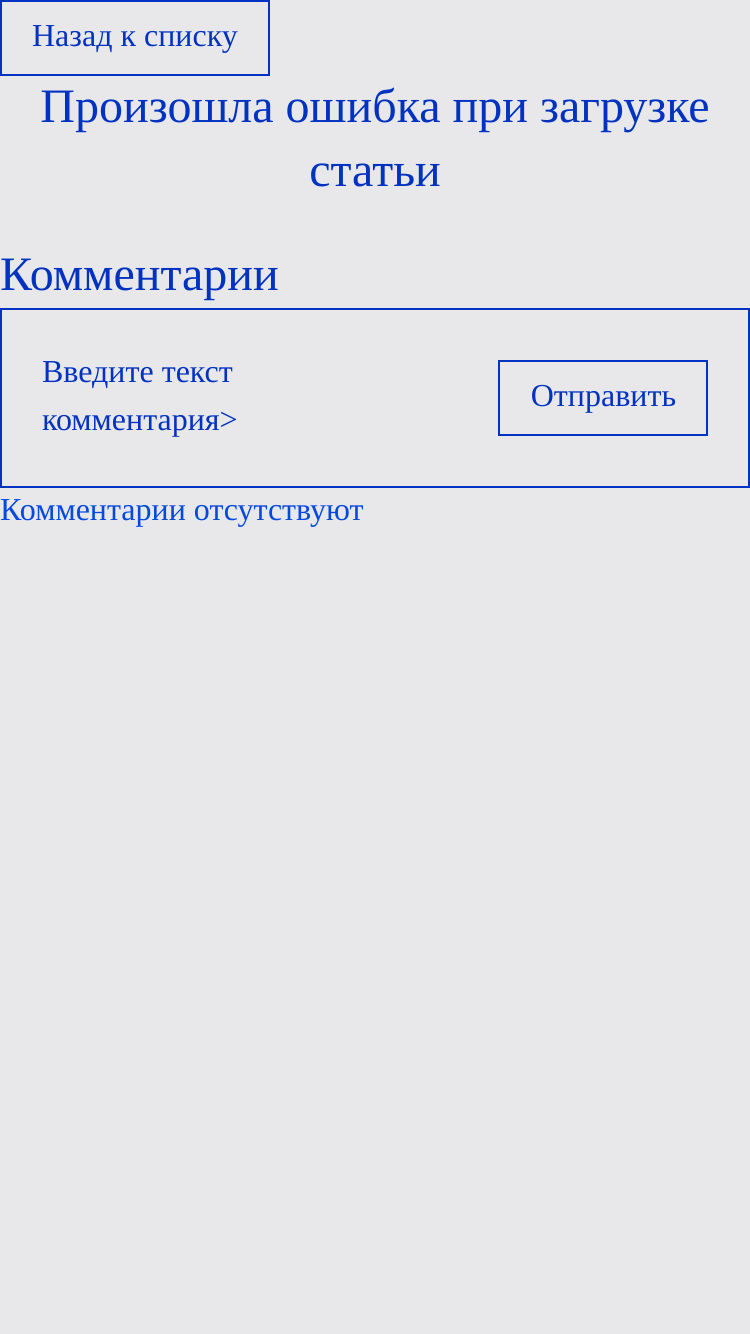 Назад к списку
Произошла ошибка при загрузке
статьи
Комментарии
Введите текст
комментария>
Отправить
Комментарии отсутствуют